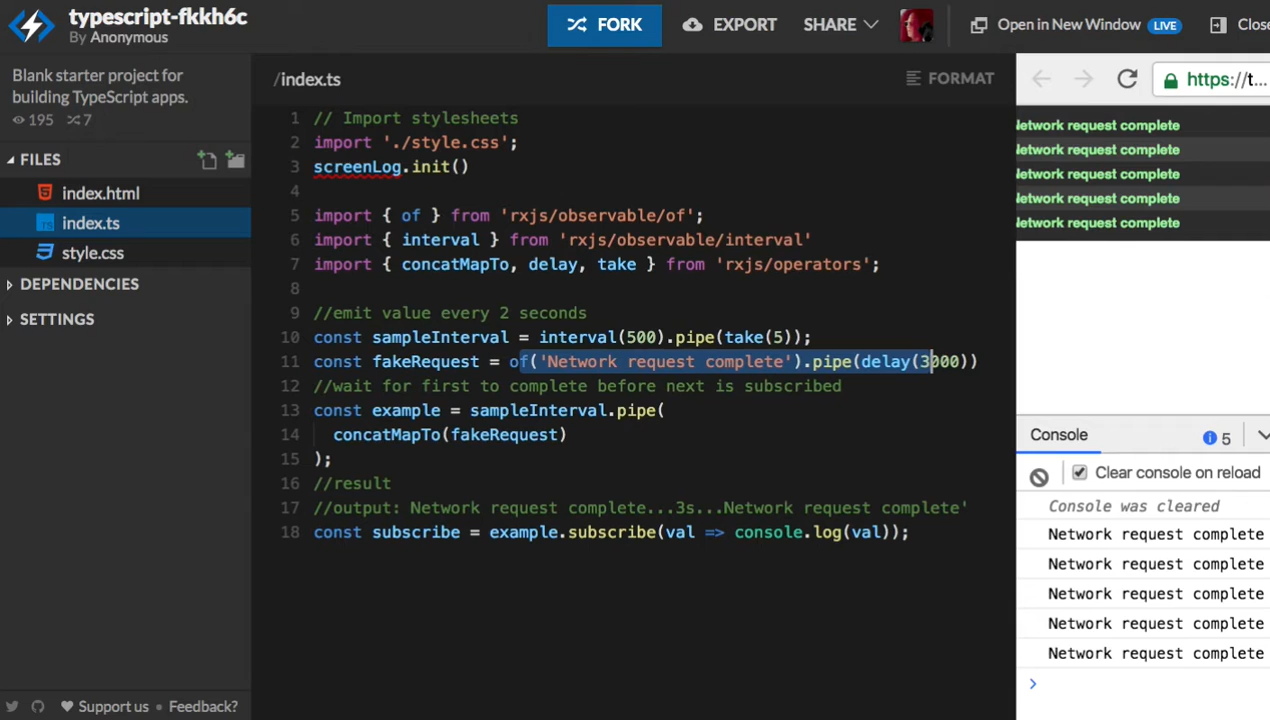 typescript-fkkh6c
By Anonymous
FORK
EXPORT
SHARE
Open in New Window LIVE
Close
Blank starter project for
building TypeScript apps.
195 7
FILES
index.html
index.ts
style.css
DEPENDENCIES
SETTINGS
Support us • Feedback?
/index.ts
FORMAT
1 // Import stylesheets
2 import './style.css';
3 screenLog.init()
4
5 import { of } from 'rxjs/observable/of';
6 import { interval } from 'rxjs/observable/interval'
7 import { concatMapTo, delay, take } from 'rxjs/operators';
8
9 //emit value every 2 seconds
10 const sampleInterval = interval(500).pipe(take(5));
11 const fakeRequest = of('Network request complete').pipe(delay(3000))
12 //wait for first to complete before next is subscribed
13 const example = sampleInterval.pipe(
14 concatMapTo(fakeRequest)
15 );
16 //result
17 //output: Network request complete...3s...Network request complete'
18 const subscribe = example.subscribe(val => console.log(val));
https://t...
Network request complete
Network request complete
Network request complete
Network request complete
Network request complete
Console
5
Clear console on reload
Console was cleared
Network request complete
Network request complete
Network request complete
Network request complete
Network request complete